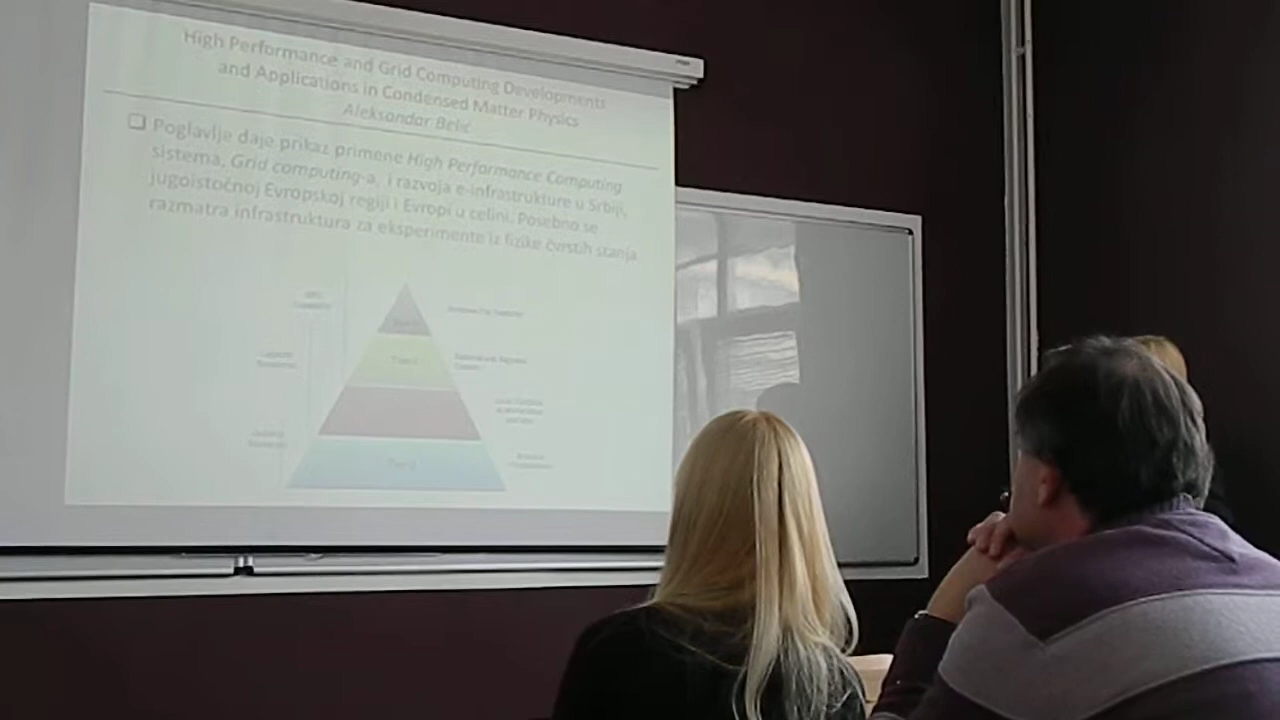 High Performance and Grid Computing Developments
and Applications in Condensed Matter Physics
Aleksandar Belić
Poglavlje daje prikaz primene High Performance Computing
sistema, Grid computing-a, i razvoja e-infrastrukture u Srbiji,
jugoistočnoj Evropskoj regiji i Evropi u celini. Posebno se
razmatra infrastruktura za eksperimente iz fizike čvrstih stanja